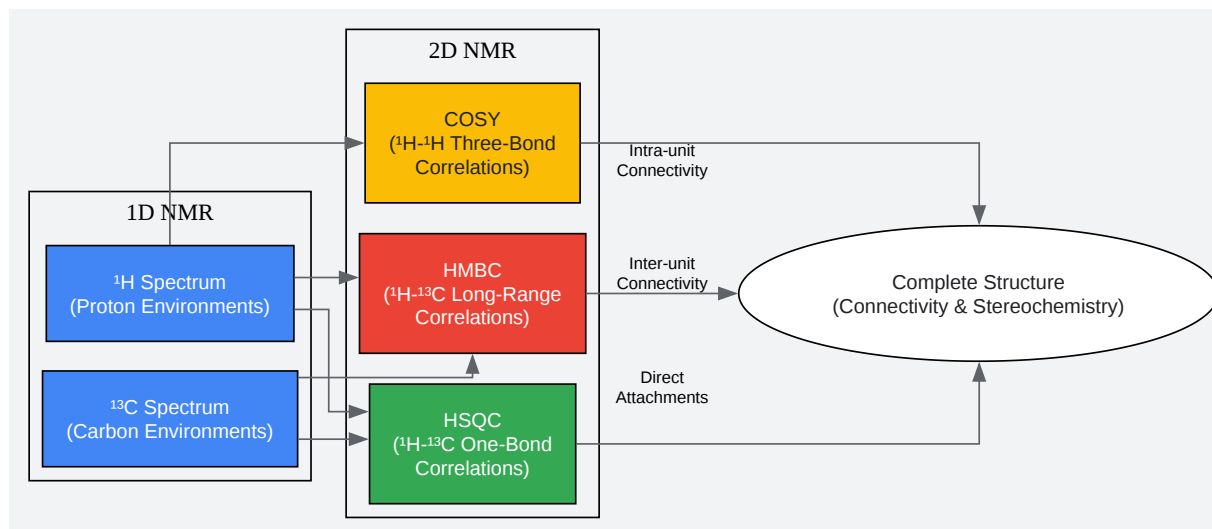 2D NMR
COSY
(¹H-¹H Three-Bond
Correlations)
Intra-unit
Connectivity
1D NMR
¹H Spectrum
(Proton Environments)
HMBC
(¹H-¹³C Long-Range
Correlations)
Inter-unit
Connectivity
Complete Structure
(Connectivity & Stereochemistry)
¹³C Spectrum
(Carbon Environments)
HSQC
(¹H-¹³C One-Bond
Correlations)
Direct
Attachments